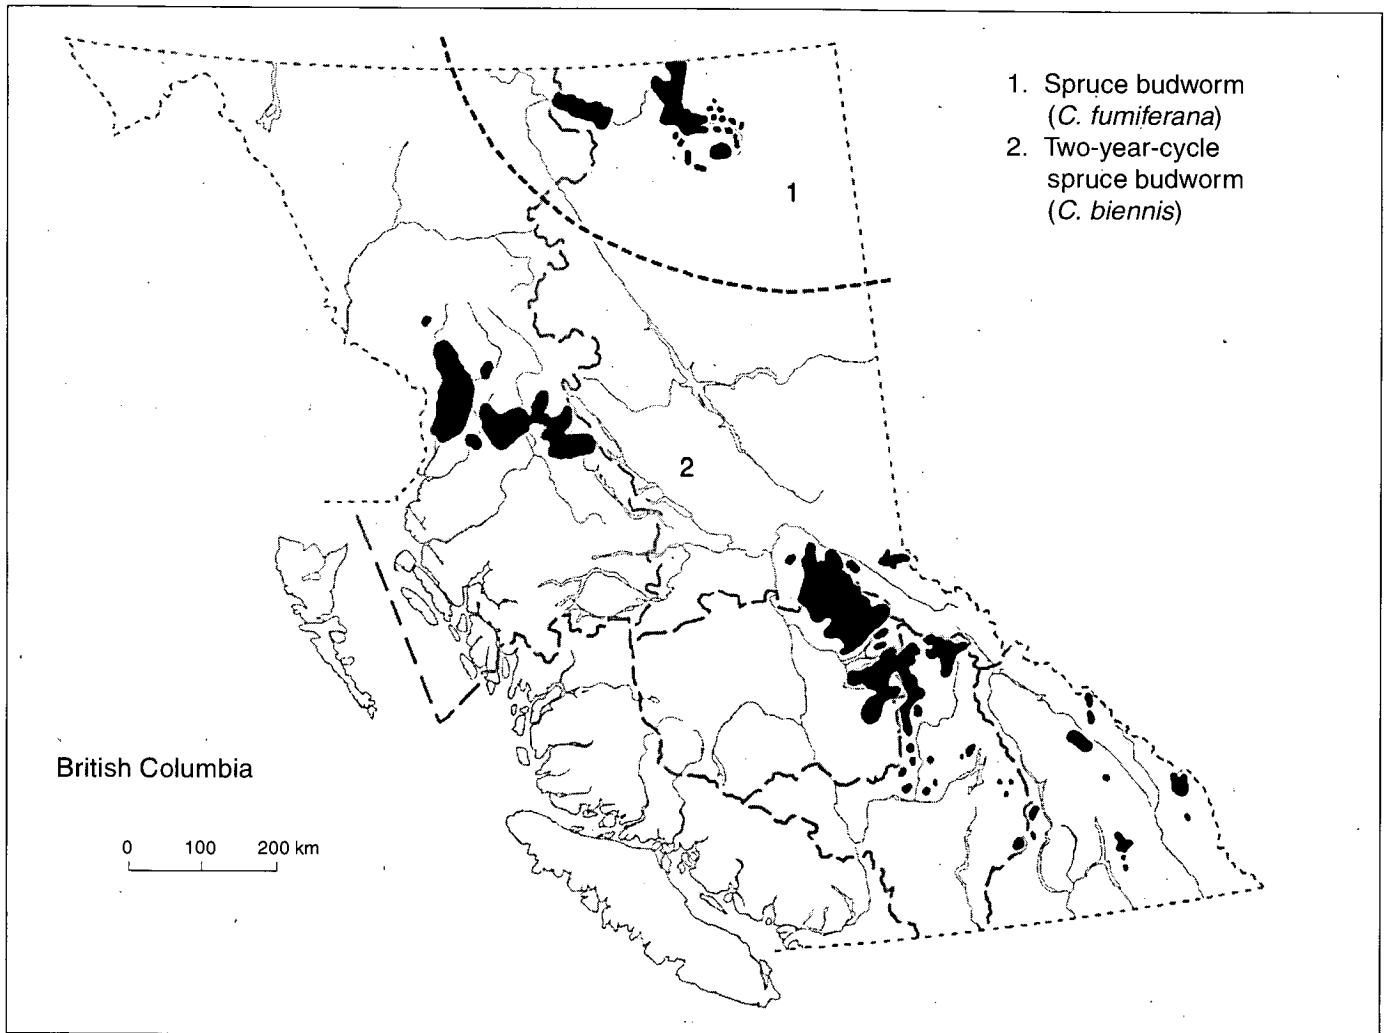 1. Spruce budworm
(C. fumiferana)
2. Two-year-cycle
spruce budworm
(C. biennis)
1
2
British Columbia
0 100 200 km